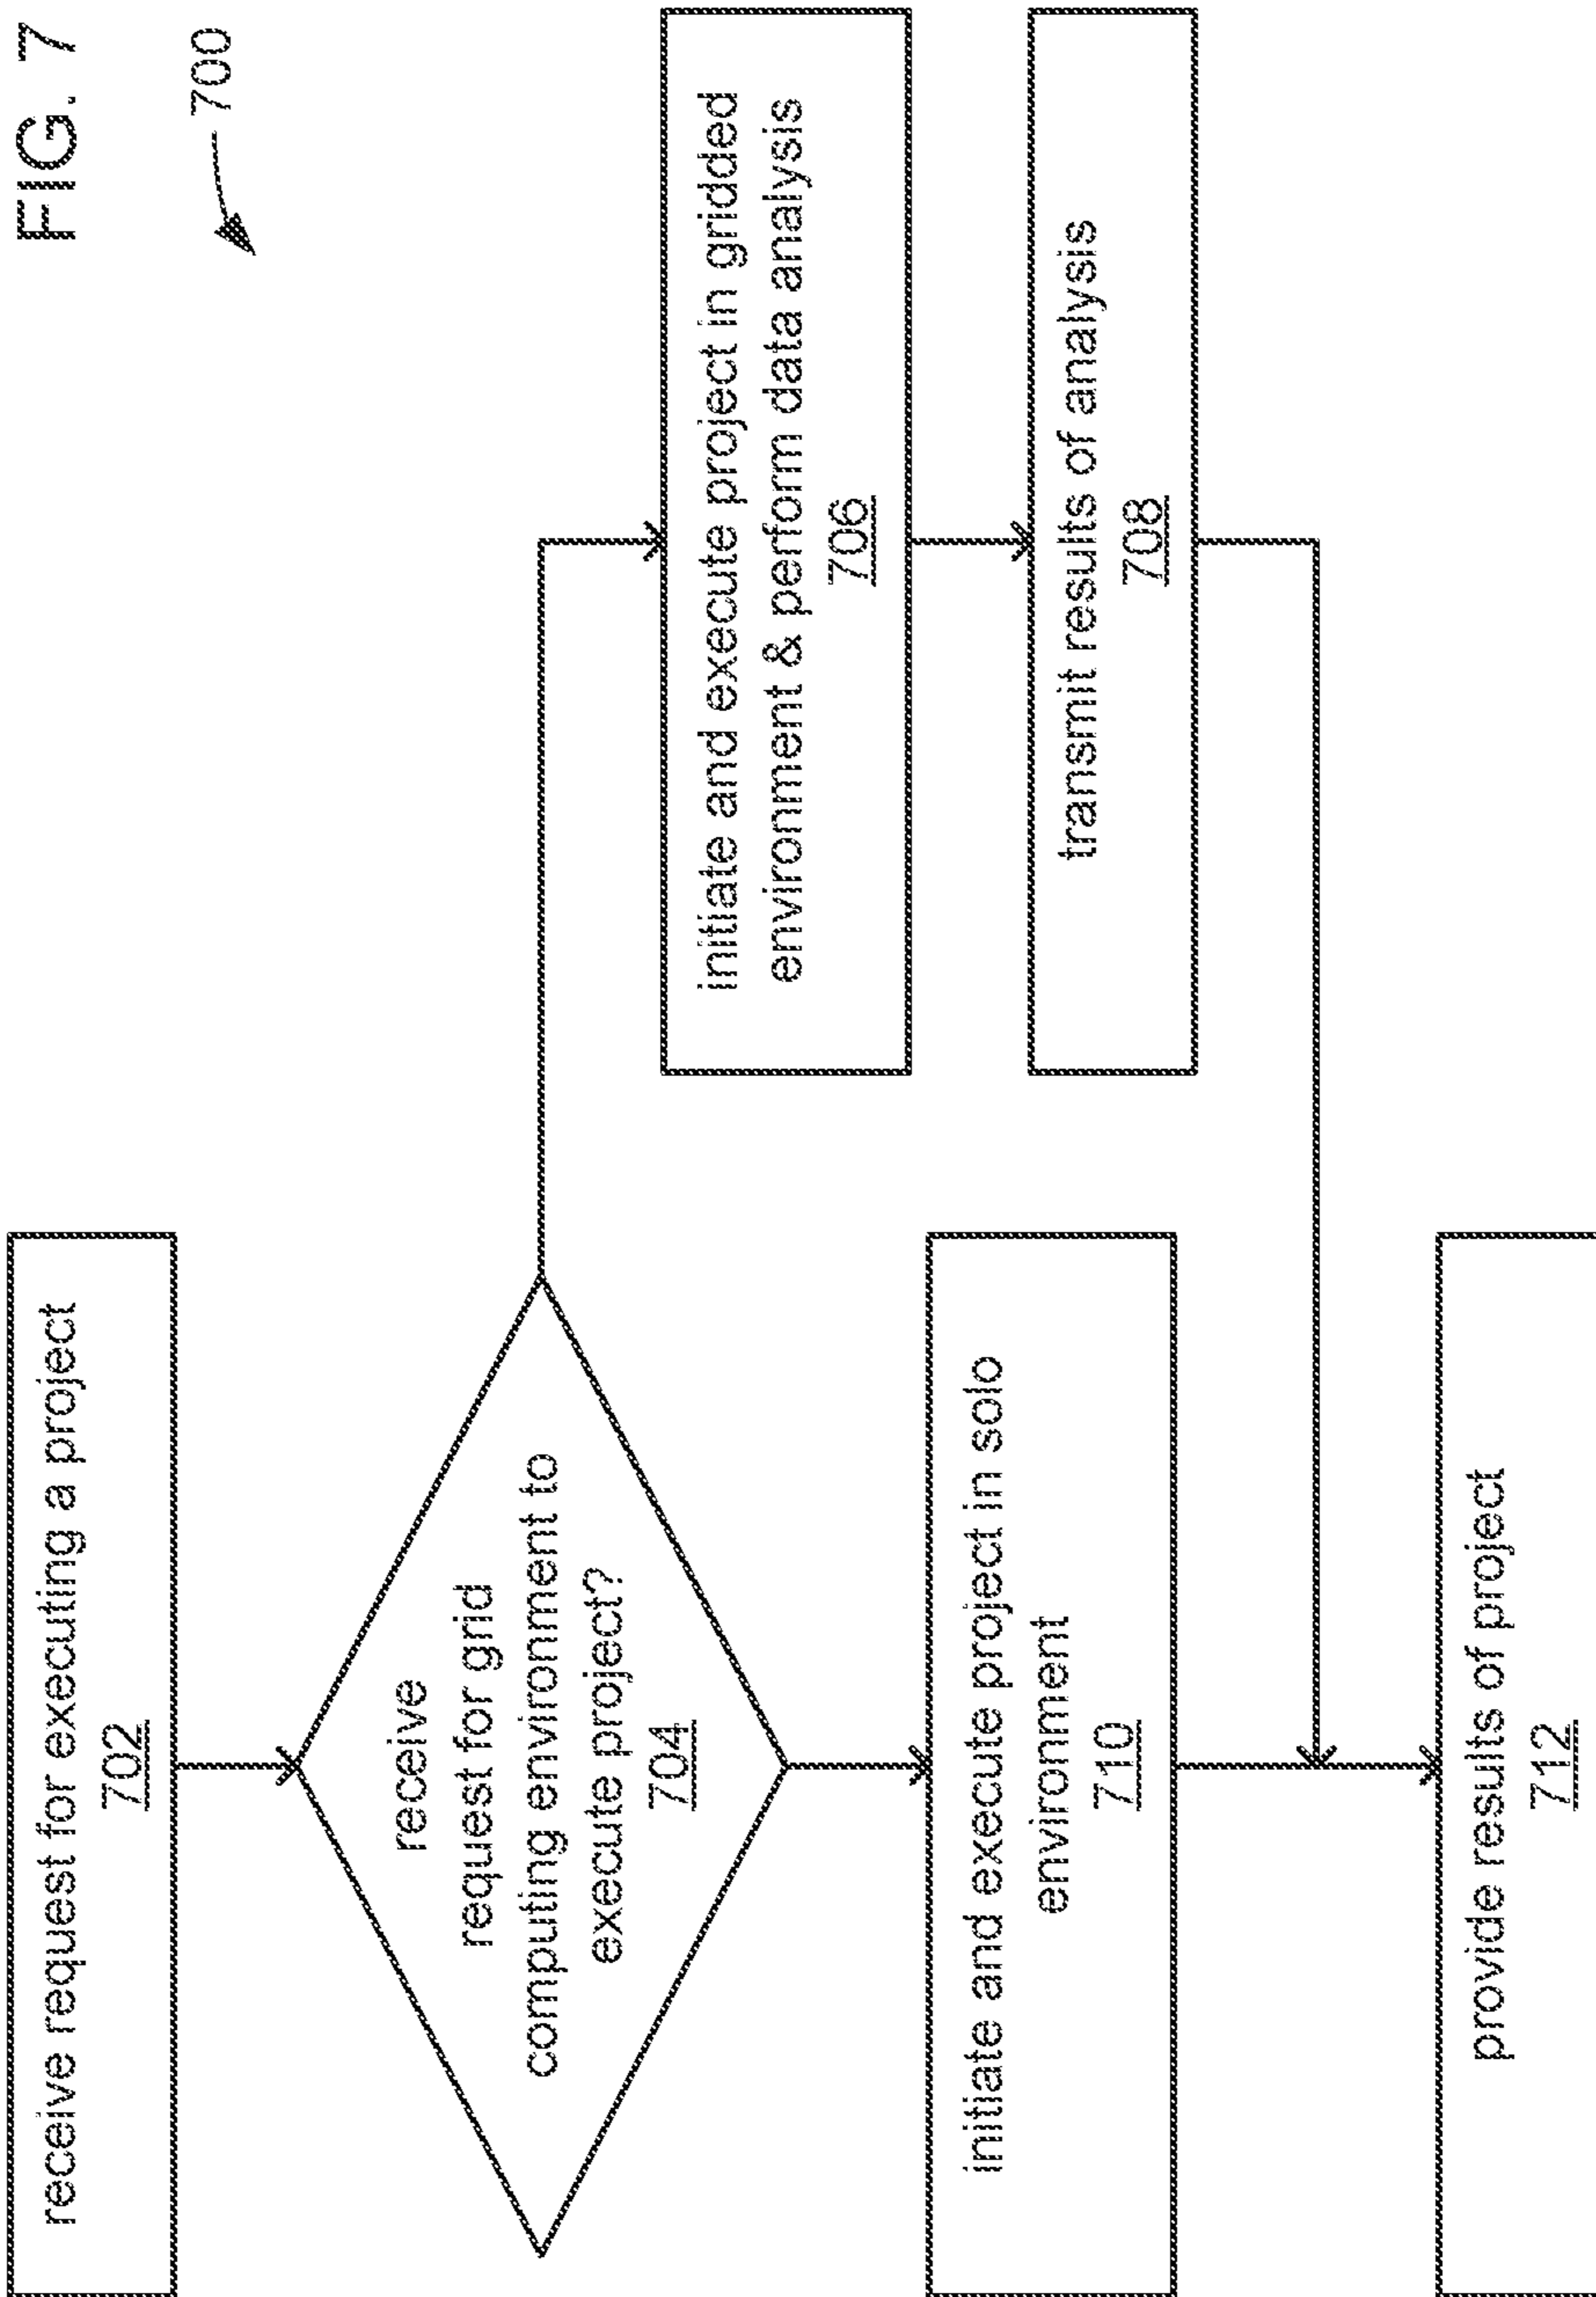 FIG. 7
700
receive request for executing a project
702
receive
request for grid
computing environment to
execute project?
704
initiate and execute project in gridded
environment & perform data analysis
706
transmit results of analysis
708
initiate and execute project in solo
environment
710
provide results of project
712